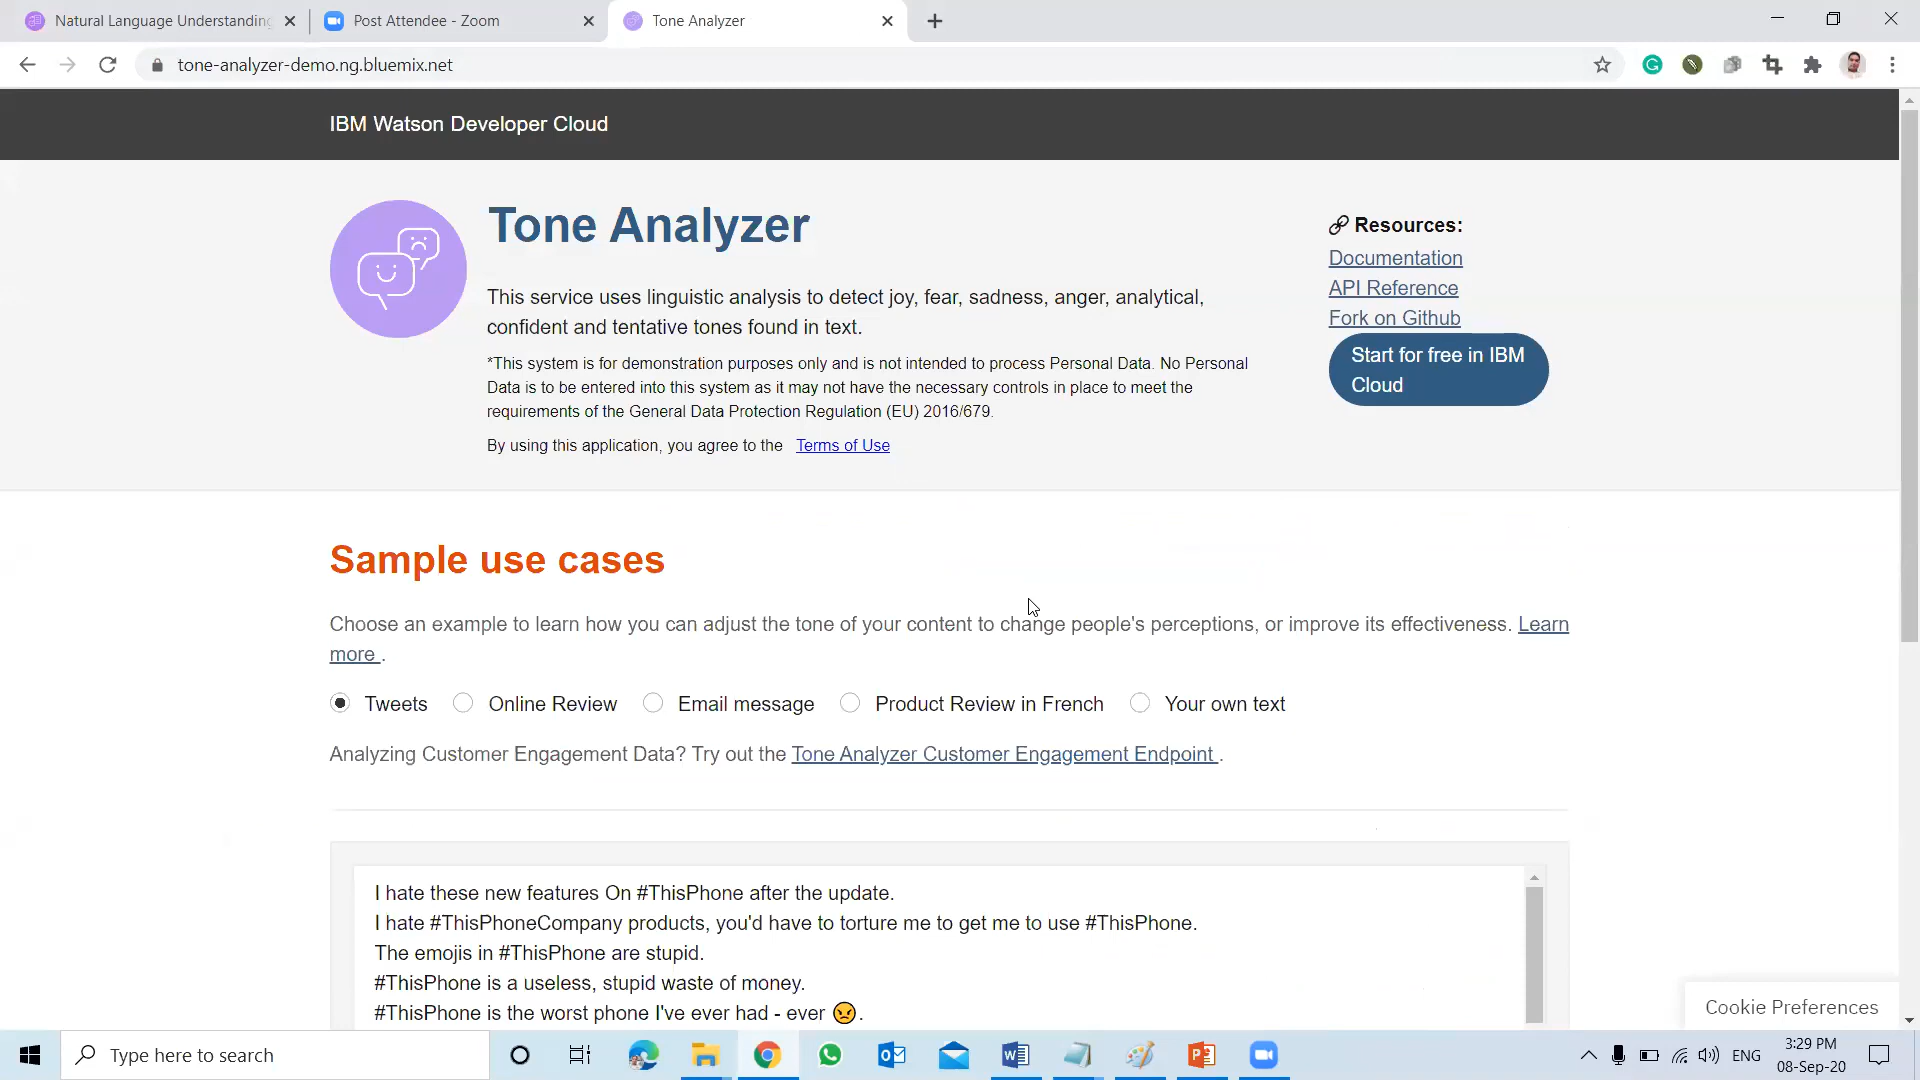 Natural Language Understanding
Post Attendee - Zoom
Tone Analyzer
tone-analyzer-demo.ng.bluemix.net
IBM Watson Developer Cloud
Tone Analyzer
This service uses linguistic analysis to detect joy, fear, sadness, anger, analytical,
confident and tentative tones found in text.
*This system is for demonstration purposes only and is not intended to process Personal Data. No Personal
Data is to be entered into this system as it may not have the necessary controls in place to meet the
requirements of the General Data Protection Regulation (EU) 2016/679.
By using this application, you agree to the Terms of Use
Resources:
Documentation
API Reference
Fork on Github
Start for free in IBM
Cloud
Sample use cases
Choose an example to learn how you can adjust the tone of your content to change people's perceptions, or improve its effectiveness. Learn
more .
Tweets Online Review Email message Product Review in French Your own text
Analyzing Customer Engagement Data? Try out the Tone Analyzer Customer Engagement Endpoint .
I hate these new features On #ThisPhone after the update.
I hate #ThisPhoneCompany products, you'd have to torture me to get me to use #ThisPhone.
The emojis in #ThisPhone are stupid.
#ThisPhone is a useless, stupid waste of money.
#ThisPhone is the worst phone I've ever had - ever 😠.
Cookie Preferences
Type here to search
ENG
3:29 PM
08-Sep-20